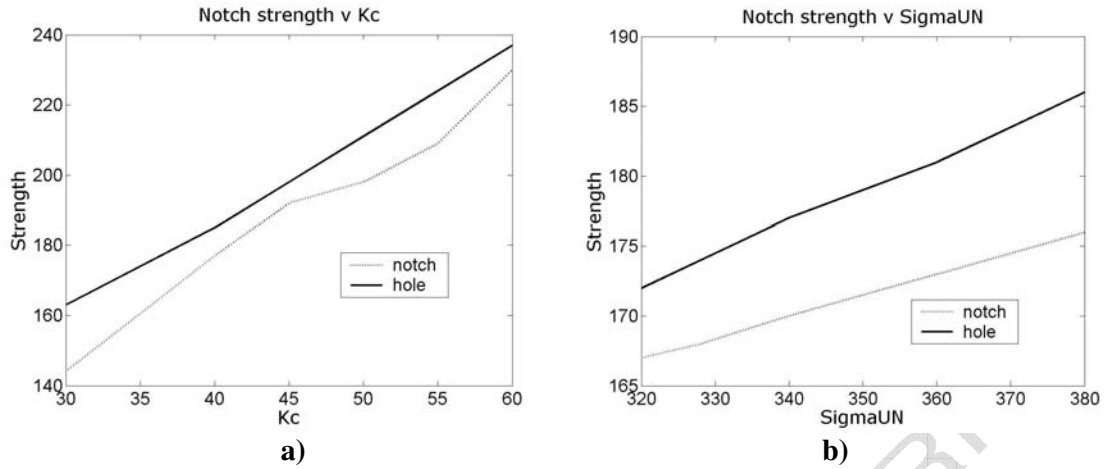 Notch strength v Kc
240
220
200
180
160
140
Strength
30 35 40 45 50 55 60
Kc
notch
hole
a)
Notch strength v SigmaUN
190
185
180
175
170
165
Strength
320 330 340 350 360 370 380
SigmaUN
notch
hole
b)